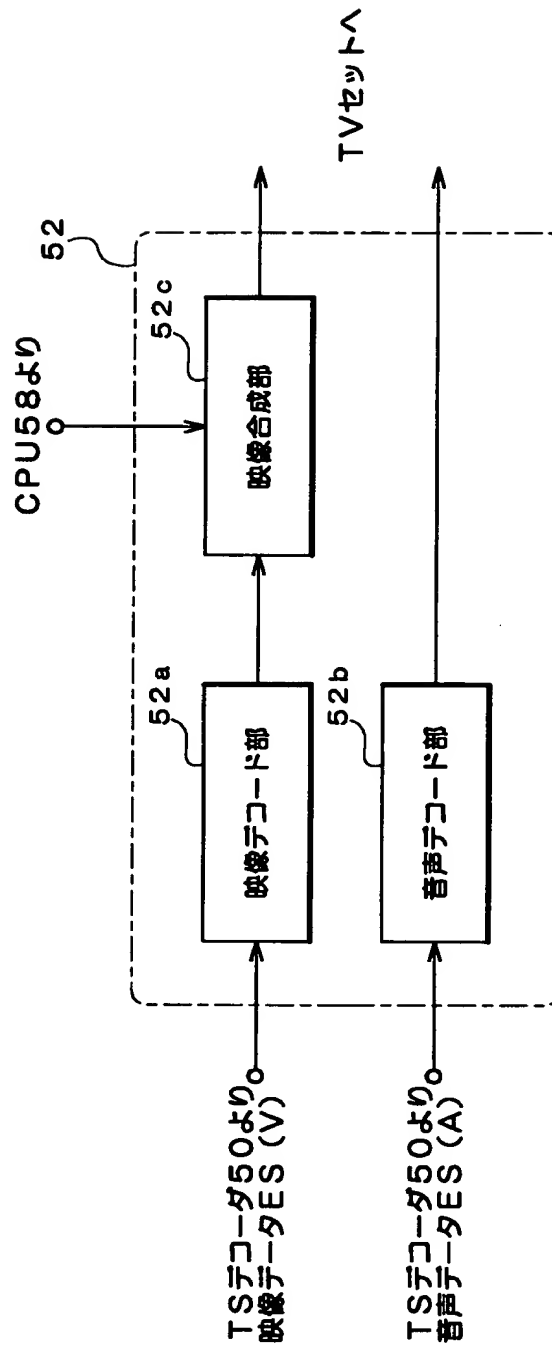 CPU58より
52
52c
映像合成部
TVセットへ
52a
映像デコード部
TSデコーダ50より
映像データES(V)
52b
音声デコード部
TSデコーダ50より
音声データES(A)